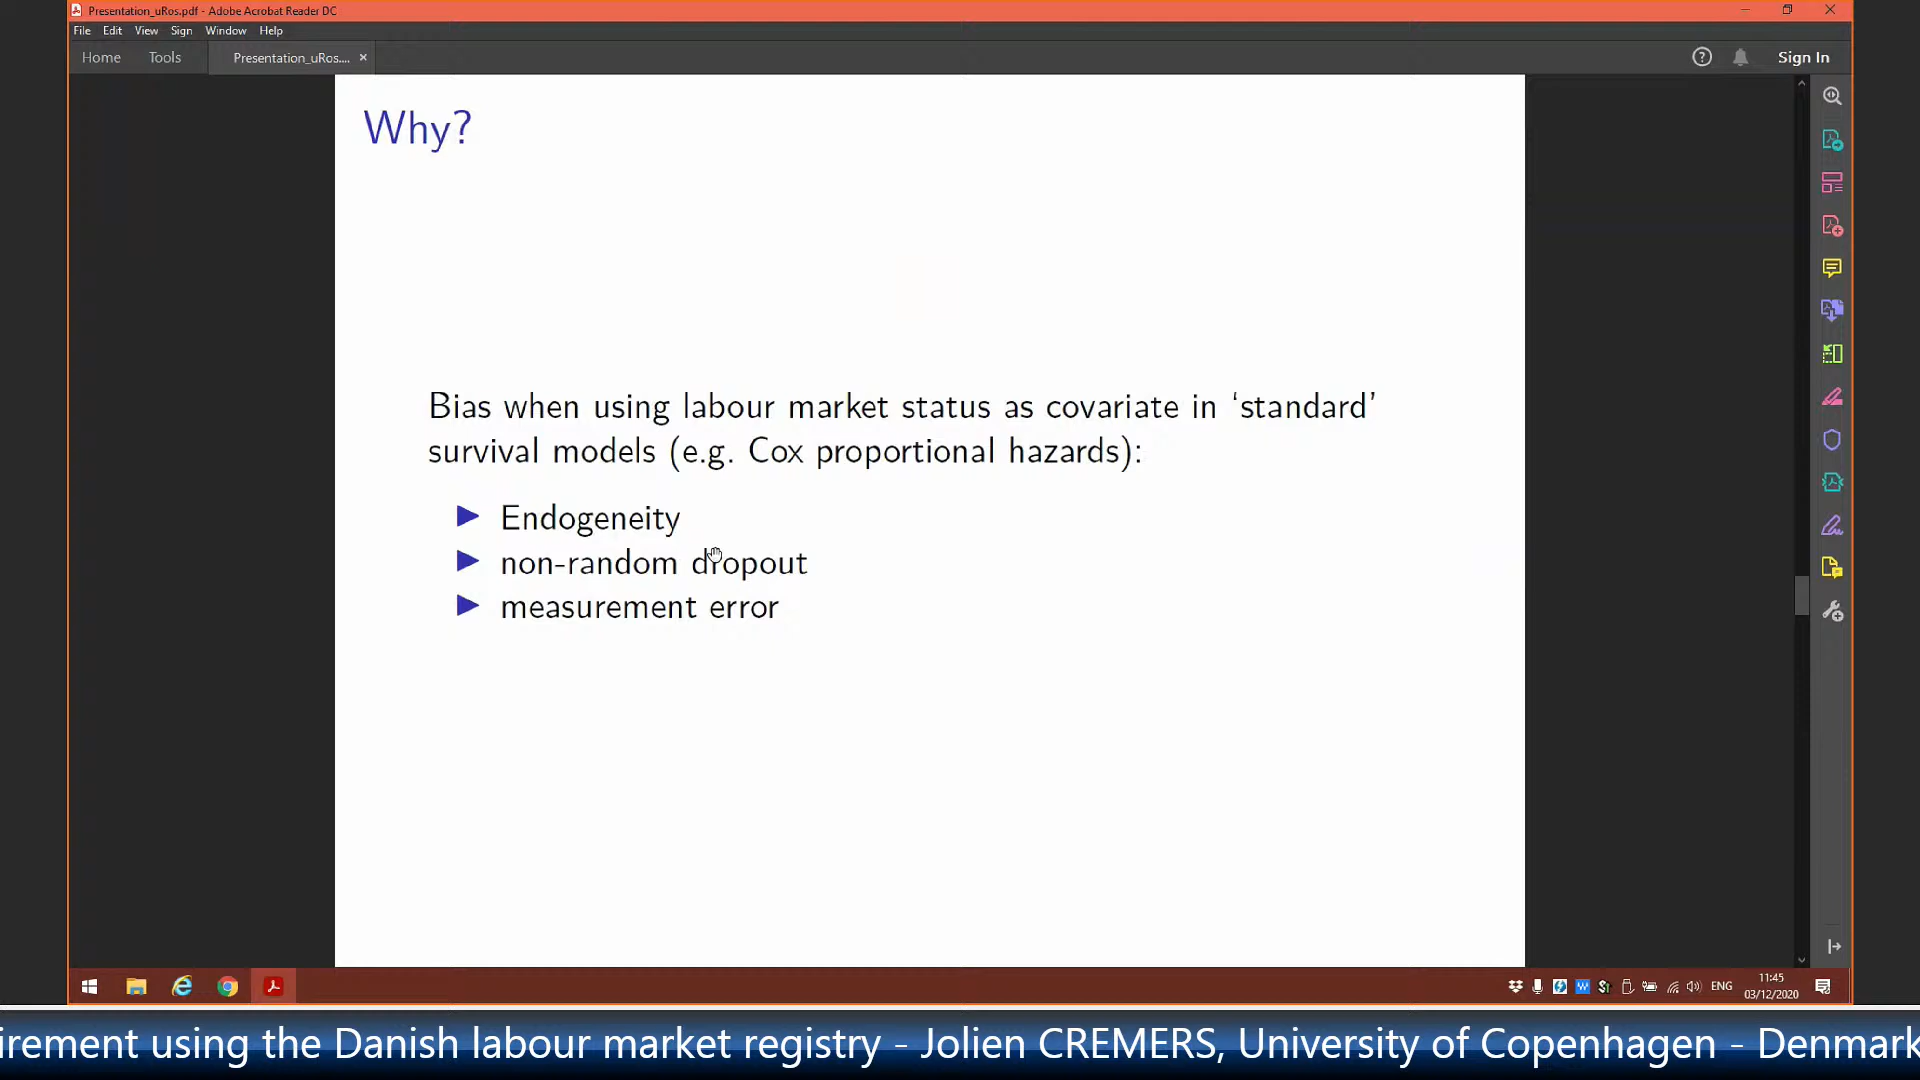 Presentation_uRos.pdf - Adobe Acrobat Reader DC
File Edit View Sign Window Help
Home Tools Presentation_uRos.... × Sign In
Why?
Bias when using labour market status as covariate in ‘standard’
survival models (e.g. Cox proportional hazards):
Endogeneity
non-random dropout
measurement error
ENG
11:45
03/12/2020
irement using the Danish labour market registry - Jolien CREMERS, University of Copenhagen - Denmark